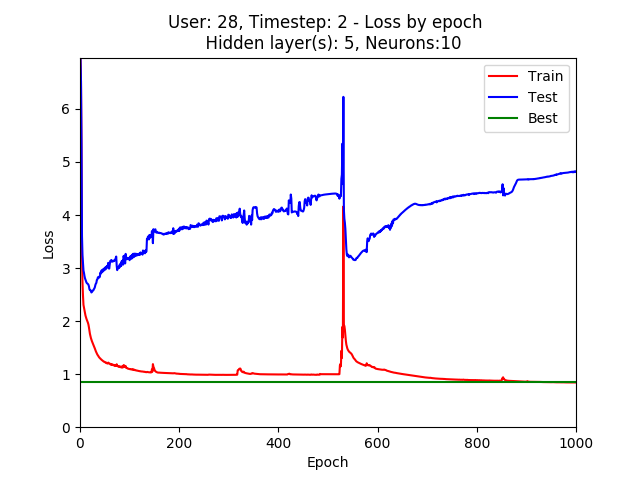 User: 28, Timestep: 2 - Loss by epoch
Hidden layer(s): 5, Neurons:10
Train
Test
Best
6
5
4
3
2
1
0
Loss
0
200
400
600
800
1000
Epoch